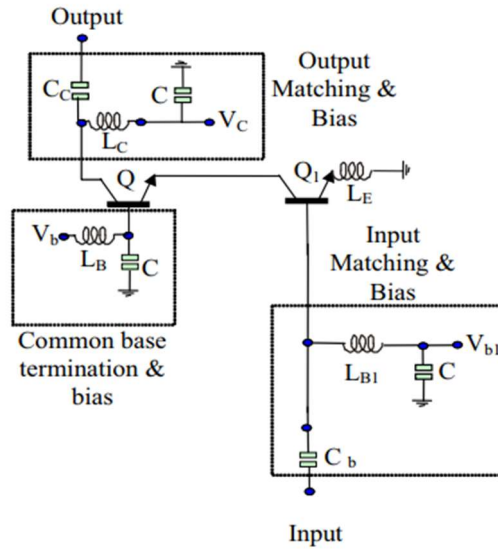 Output
C_C
C
L_C
V_C
Output
Matching &
Bias
Q
Q_1
L_E
V_b
L_B
C
Common base
termination &
bias
Input
Matching &
Bias
L_B1
C
V_b1
C_b
Input